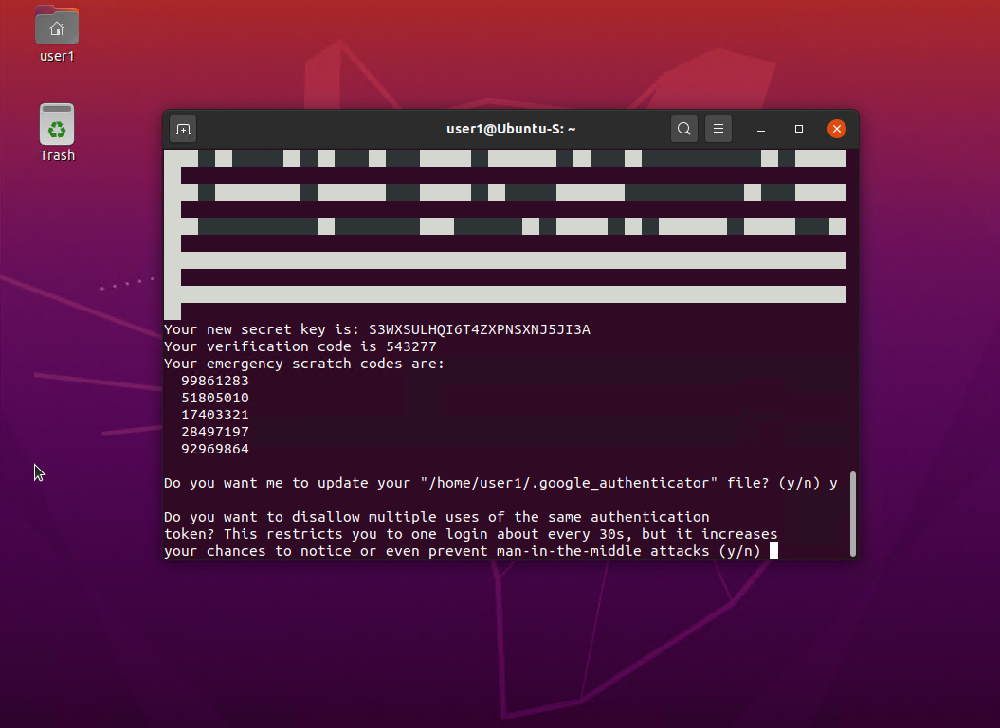 user1
Trash
user1@Ubuntu-S: ~
Your new secret key is: S3WXSULHQI6T4ZXPNSXNJ5JI3A
Your verification code is 543277
Your emergency scratch codes are:
99861283
51805010
17403321
28497197
92969864
Do you want me to update your "/home/user1/.google_authenticator" file? (y/n) y
Do you want to disallow multiple uses of the same authentication
token? This restricts you to one login about every 30s, but it increases
your chances to notice or even prevent man-in-the-middle attacks (y/n)